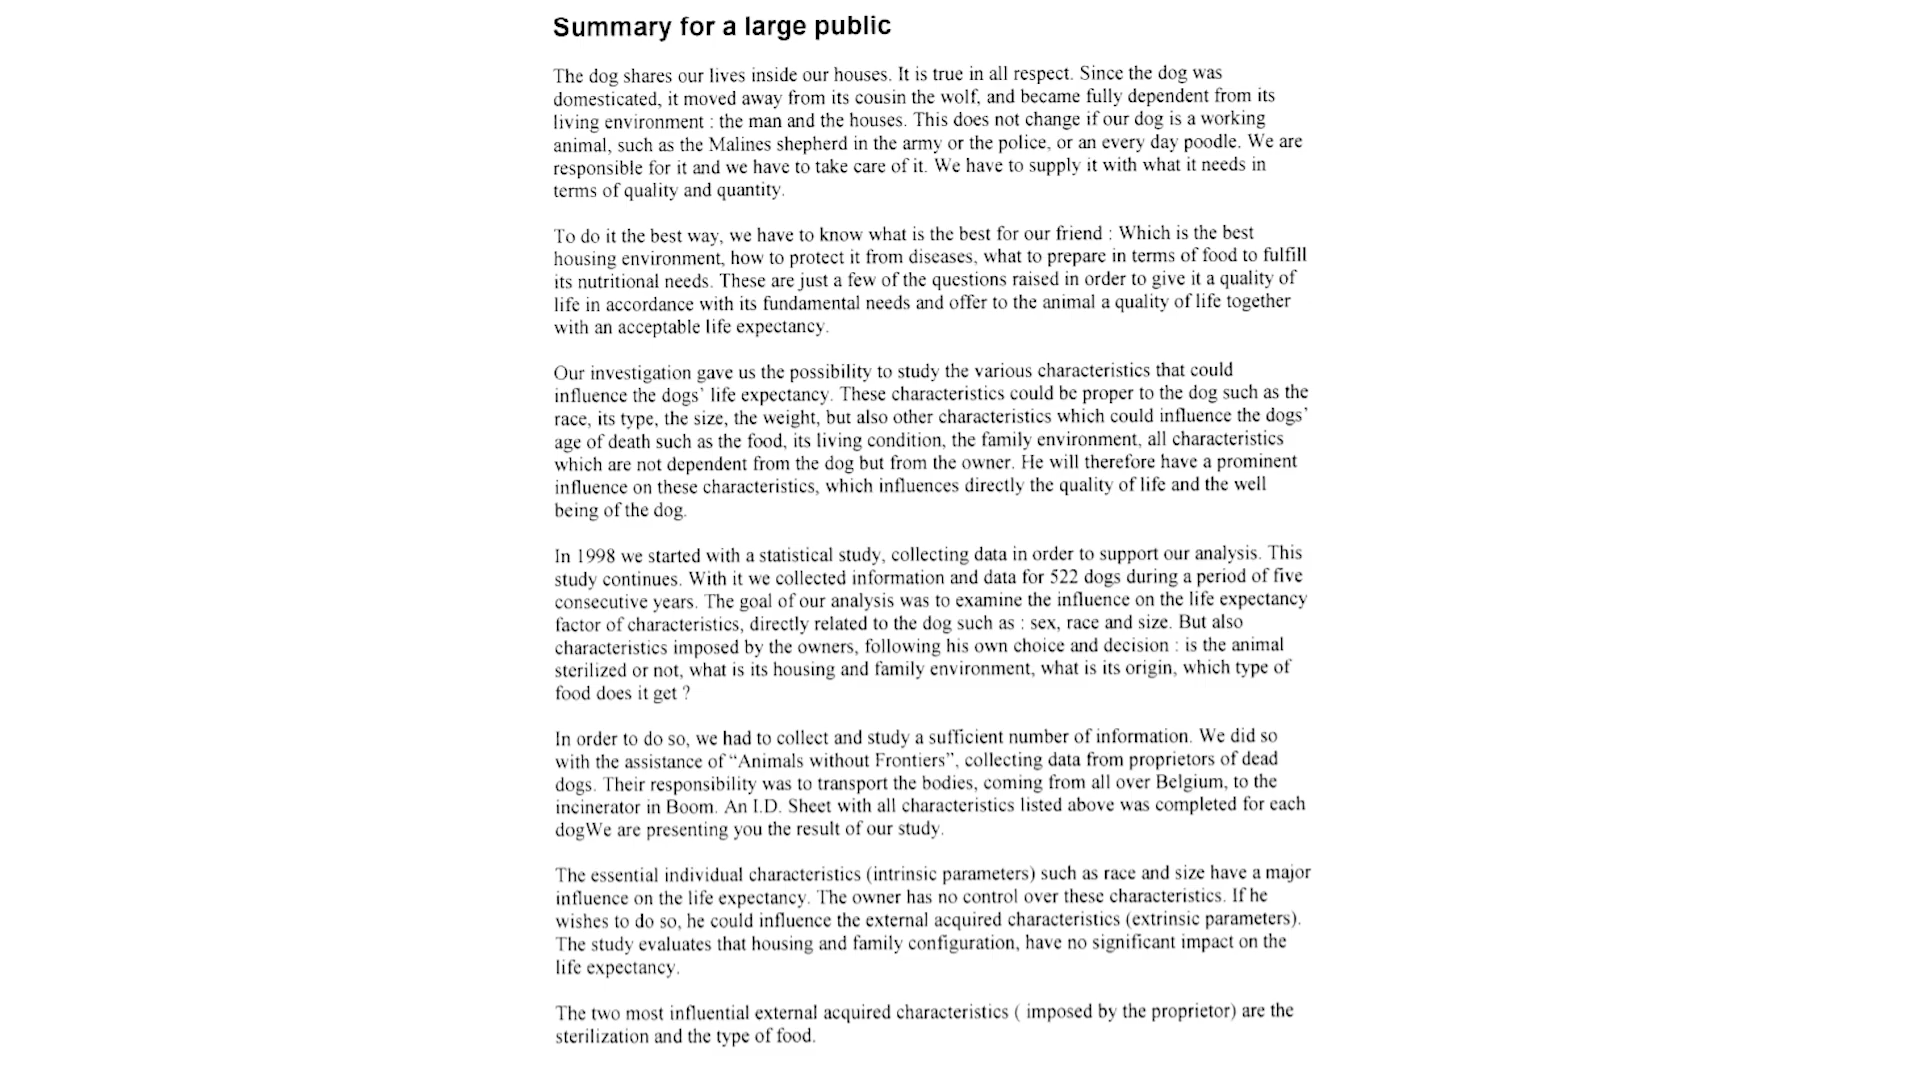 Summary for a large public
The dog shares our lives inside our houses. It is true in all respect. Since the dog was
domesticated, it moved away from its cousin the wolf, and became fully dependent from its
living environment : the man and the houses. This does not change if our dog is a working
animal, such as the Malines shepherd in the army or the police, or an every day poodle. We are
responsible for it and we have to take care of it. We have to supply it with what it needs in
terms of quality and quantity.
To do it the best way, we have to know what is the best for our friend : Which is the best
housing environment, how to protect it from diseases, what to prepare in terms of food to fulfill
its nutritional needs. These are just a few of the questions raised in order to give it a quality of
life in accordance with its fundamental needs and offer to the animal a quality of life together
with an acceptable life expectancy.
Our investigation gave us the possibility to study the various characteristics that could
influence the dogs' life expectancy. These characteristics could be proper to the dog such as the
race, its type, the size, the weight, but also other characteristics which could influence the dogs'
age of death such as the food, its living condition, the family environment, all characteristics
which are not dependent from the dog but from the owner. He will therefore have a prominent
influence on these characteristics, which influences directly the quality of life and the well
being of the dog.
In 1998 we started with a statistical study, collecting data in order to support our analysis. This
study continues. With it we collected information and data for 522 dogs during a period of five
consecutive years. The goal of our analysis was to examine the influence on the life expectancy
factor of characteristics, directly related to the dog such as : sex, race and size. But also
characteristics imposed by the owners, following his own choice and decision : is the animal
sterilized or not, what is its housing and family environment, what is its origin, which type of
food does it get ?
In order to do so, we had to collect and study a sufficient number of information. We did so
with the assistance of "Animals without Frontiers", collecting data from proprietors of dead
dogs. Their responsibility was to transport the bodies, coming from all over Belgium, to the
incinerator in Boom. An I.D. Sheet with all characteristics listed above was completed for each
dogWe are presenting you the result of our study.
The essential individual characteristics (intrinsic parameters) such as race and size have a major
influence on the life expectancy. The owner has no control over these characteristics. If he
wishes to do so, he could influence the external acquired characteristics (extrinsic parameters).
The study evaluates that housing and family configuration, have no significant impact on the
life expectancy.
The two most influential external acquired characteristics ( imposed by the proprietor) are the
sterilization and the type of food.